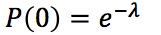 P(0) = e^{-λ}